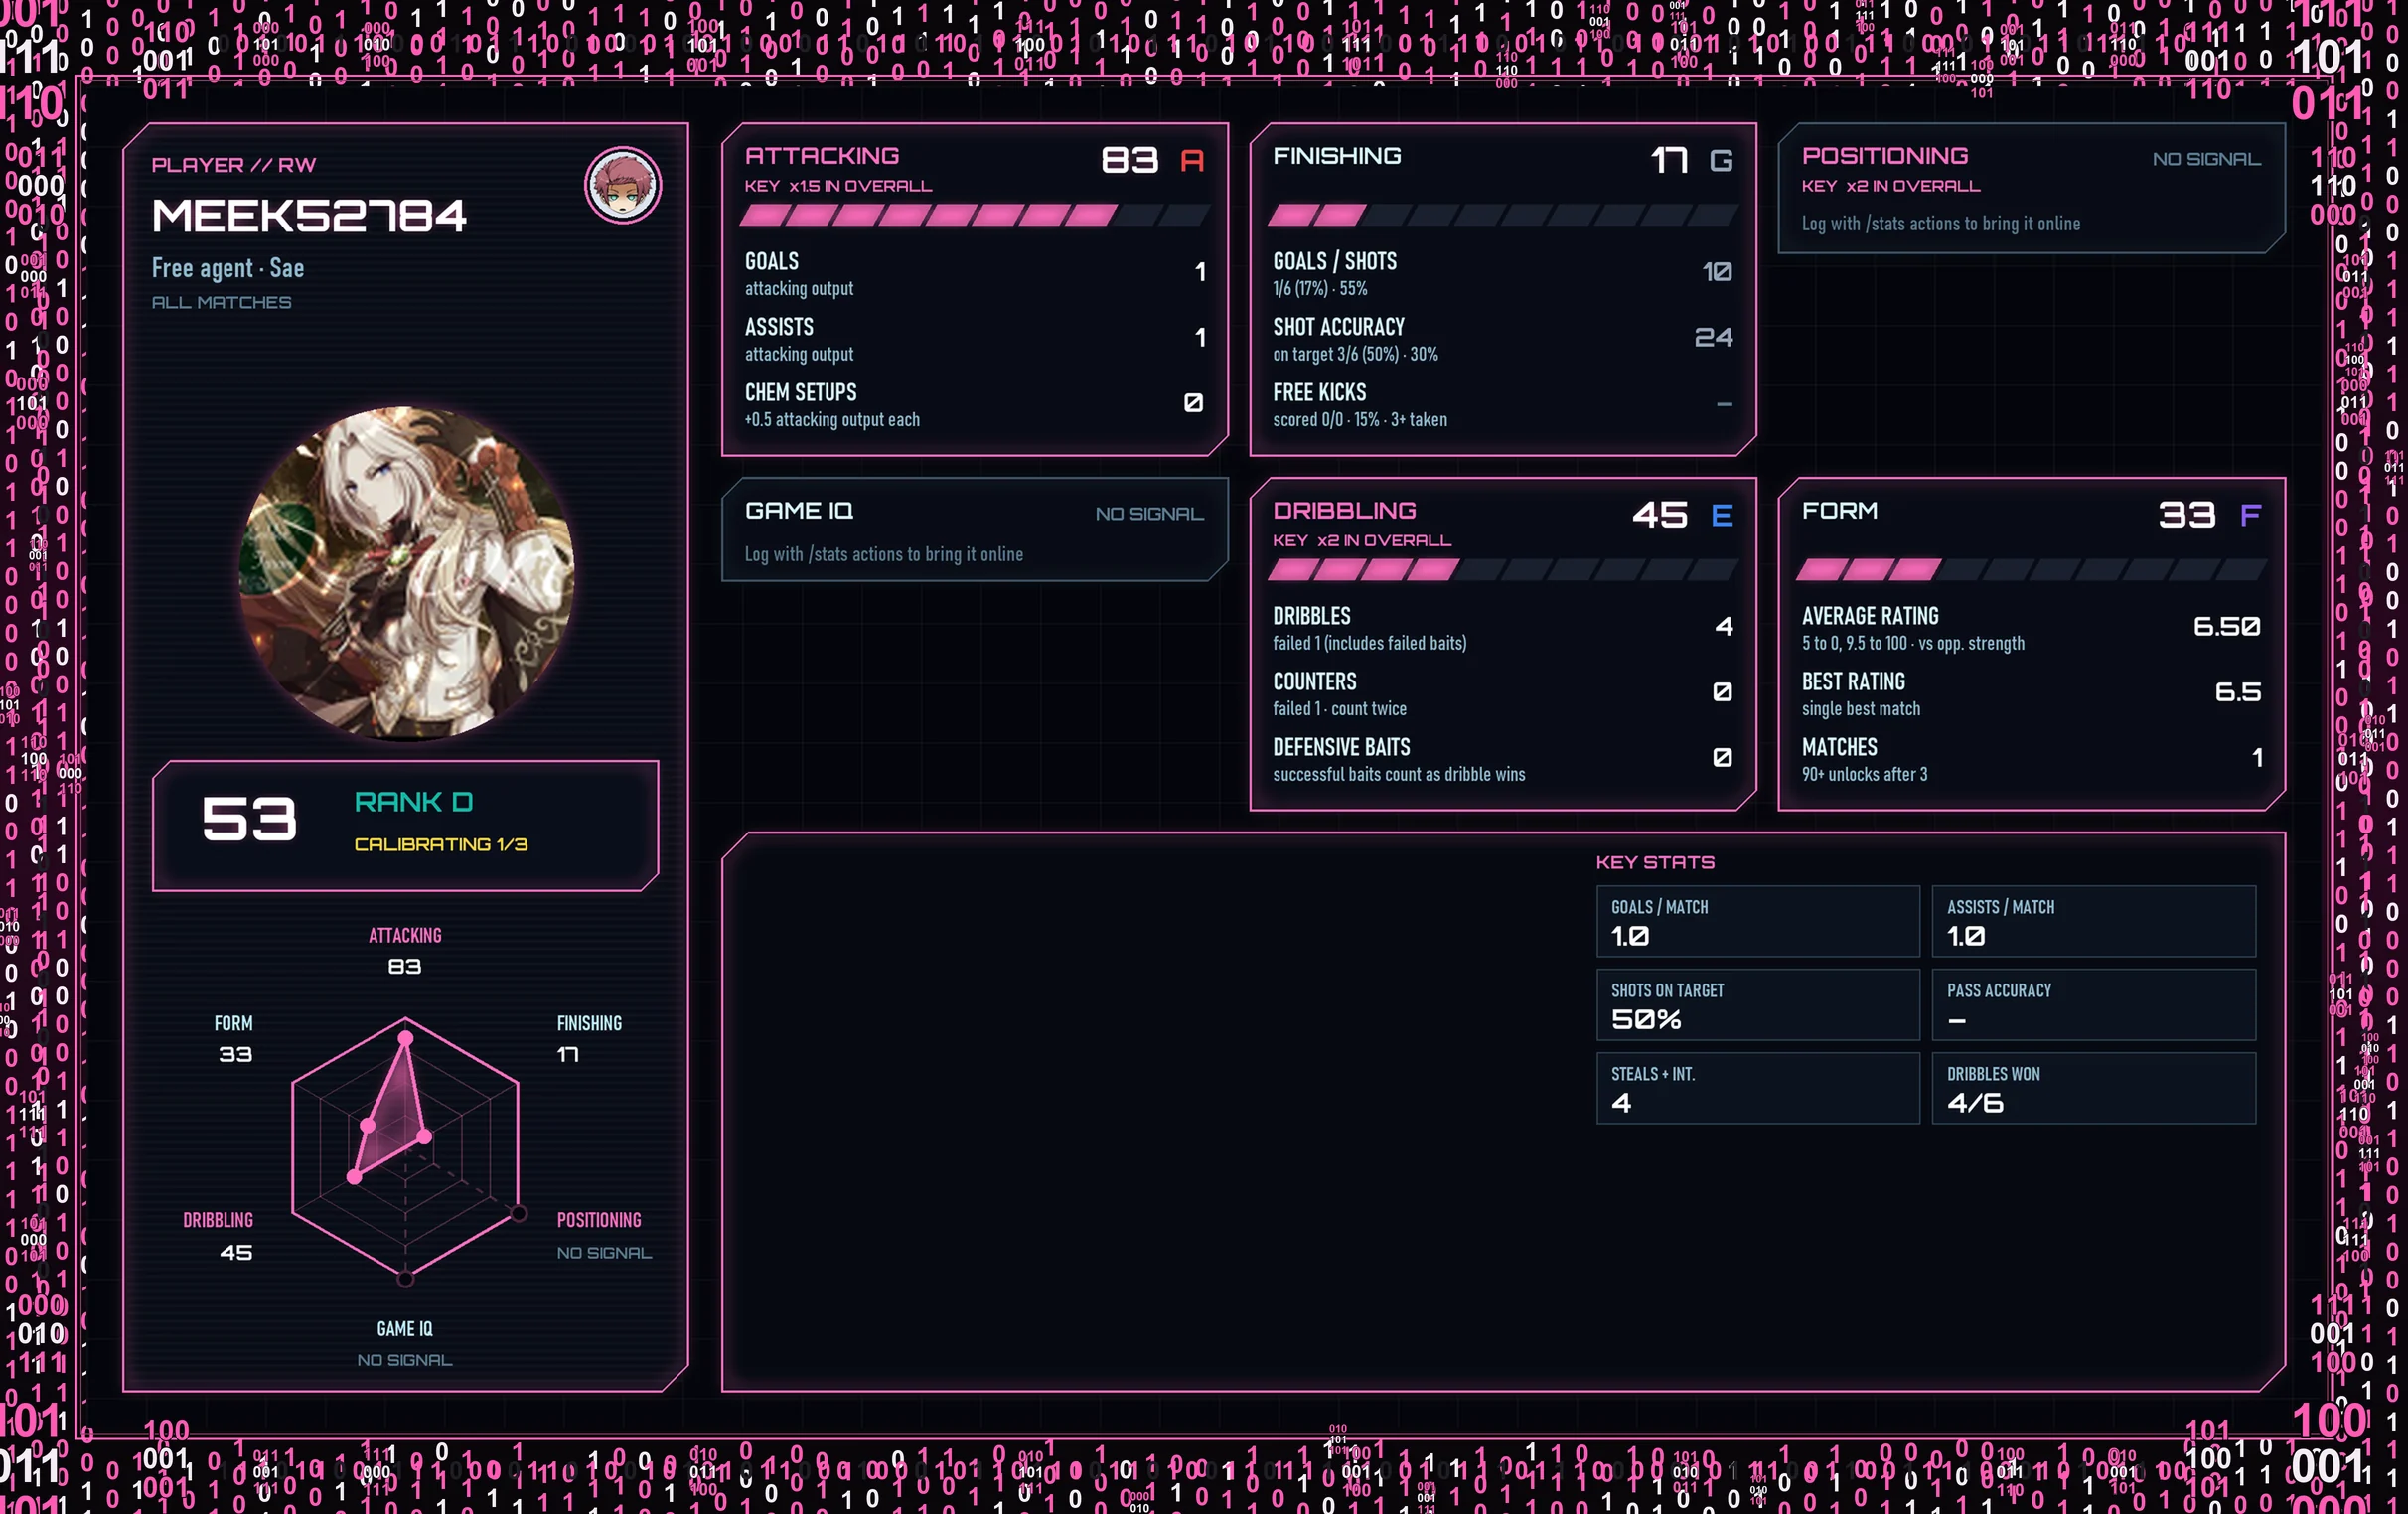 PLAYER // RW
MEEK52784
Free agent · Sae
ALL MATCHES
53
RANK D
CALIBRATING 1/3
ATTACKING
83
FORM
33
FINISHING
17
DRIBBLING
45
POSITIONING
NO SIGNAL
GAME IQ
NO SIGNAL
ATTACKING
83 A
KEY x1.5 IN OVERALL
GOALS
1
attacking output
ASSISTS
1
attacking output
CHEM SETUPS
0
+0.5 attacking output each
FINISHING
17 G
GOALS / SHOTS
10
1/6 (17%) · 55%
SHOT ACCURACY
24
on target 3/6 (50%) · 30%
FREE KICKS
–
scored 0/0 · 15% · 3+ taken
POSITIONING
NO SIGNAL
KEY x2 IN OVERALL
Log with /stats actions to bring it online
GAME IQ
NO SIGNAL
Log with /stats actions to bring it online
DRIBBLING
45 E
KEY x2 IN OVERALL
DRIBBLES
4
failed 1 (includes failed baits)
COUNTERS
0
failed 1 · count twice
DEFENSIVE BAITS
0
successful baits count as dribble wins
FORM
33 F
AVERAGE RATING
6.50
5 to 0, 9.5 to 100 · vs opp. strength
BEST RATING
6.5
single best match
MATCHES
1
90+ unlocks after 3
KEY STATS
GOALS / MATCH
1.0
ASSISTS / MATCH
1.0
SHOTS ON TARGET
50%
PASS ACCURACY
–
STEALS + INT.
4
DRIBBLES WON
4/6